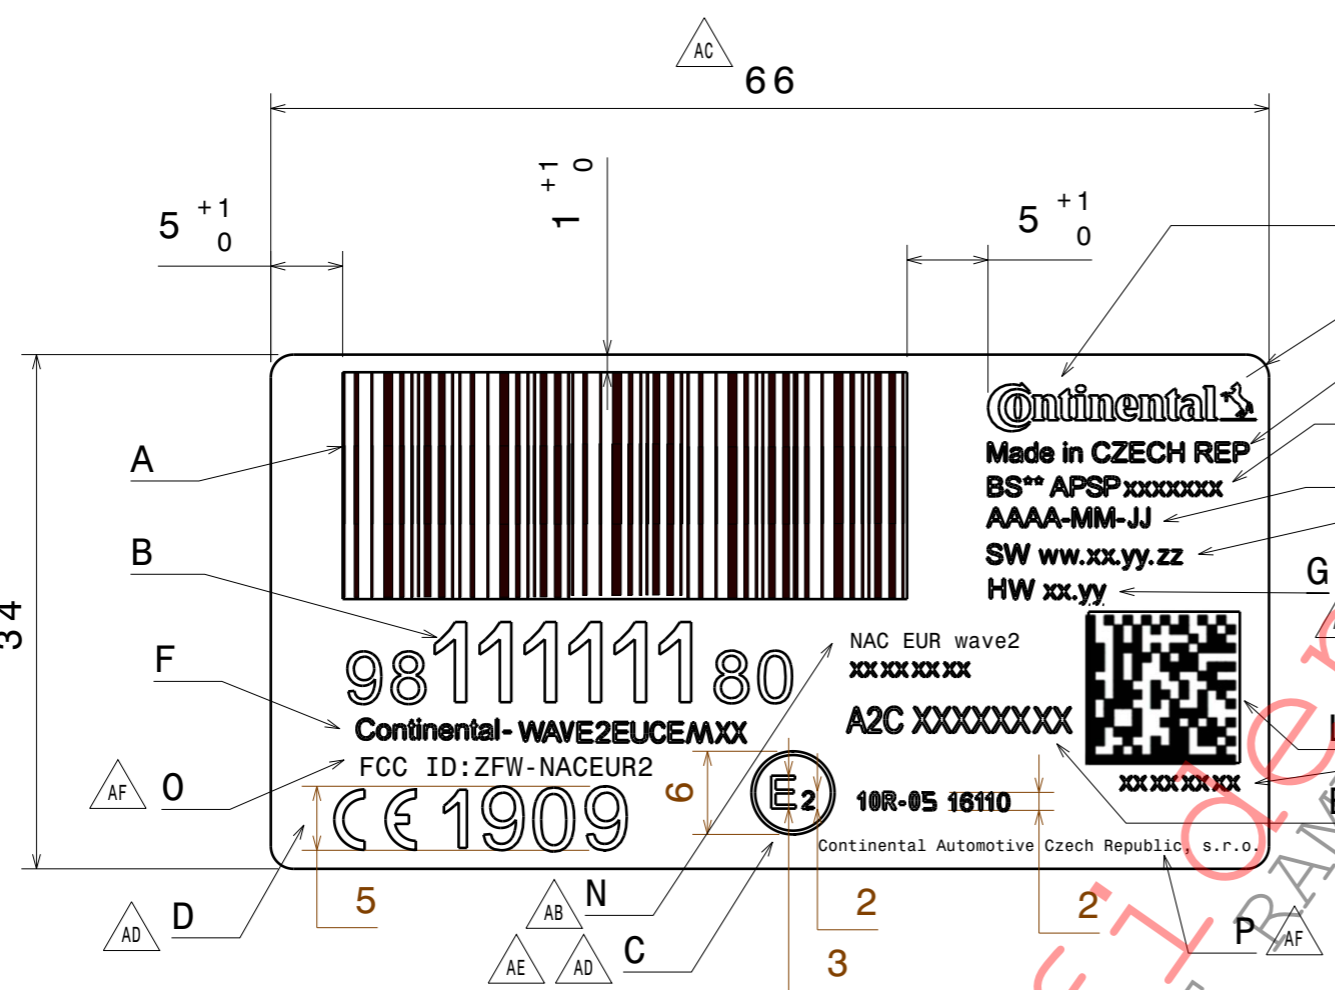 AC
66
+1
0
1
5 +1
0
5 +1
0
34
A
B
F
AF O
AD D
Continental
Made in CZECH REP
BS** APSPxxxxxxx
AAAA-MM-JJ
SW ww.xx.yy.zz
HW xx.yy
G
98 111111 80
NAC EUR wave2
XXXXXXXX
Continental- WAVE2EUCEMXX
A2C XXXXXXXX
FCC ID:ZFW-NACEUR2
XXXXXXXX
CE 1909
6
E2
10R-05 16110
Continental Automotive Czech Republic, s.r.o.
5
2
2
3
AB N
AE AD C
P AF